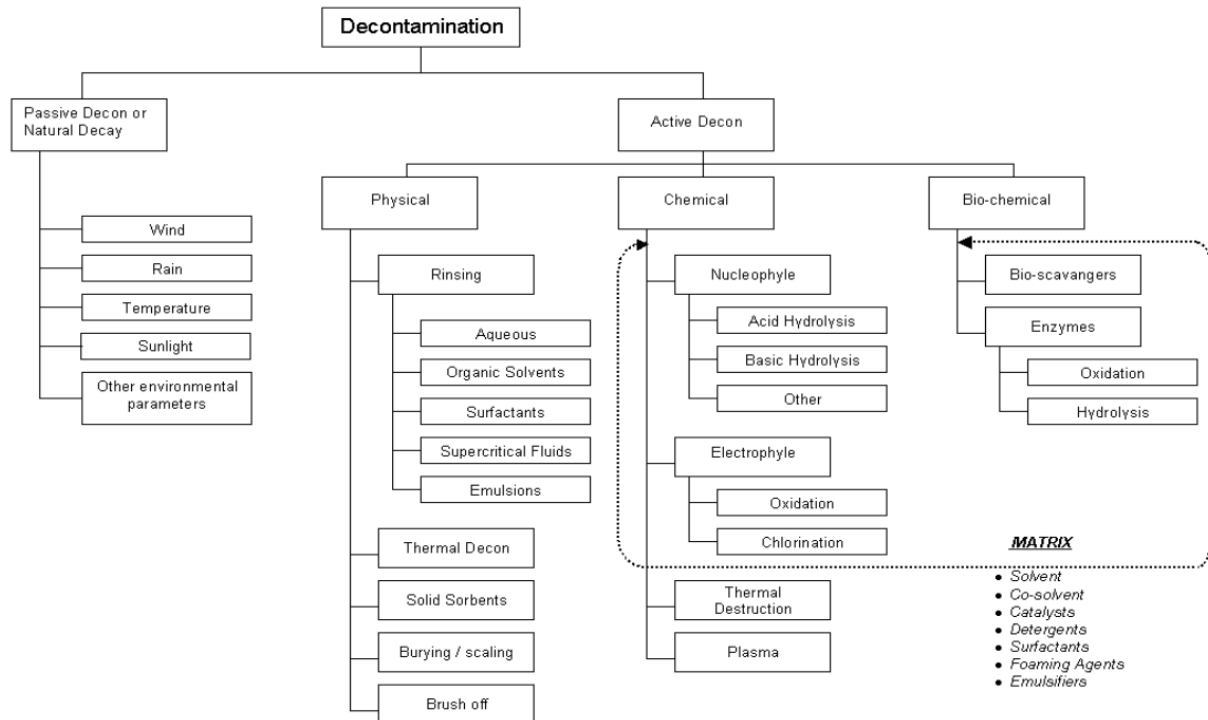 Decontamination
Passive Decon or
Natural Decay
Active Decon
Physical
Chemical
Bio-chemical
Wind
Rain
Temperature
Sunlight
Other environmental
parameters
Rinsing
Aqueous
Organic Solvents
Surfactants
Supercritical Fluids
Emulsions
Thermal Decon
Solid Sorbents
Burying / scaling
Brush off
Nucleophyle
Acid Hydrolysis
Basic Hydrolysis
Other
Electrophyle
Oxidation
Chlorination
Thermal
Destruction
Plasma
Bio-scavangers
Enzymes
Oxidation
Hydrolysis
MATRIX
• Solvent
• Co-solvent
• Catalysts
• Detergents
• Surfactants
• Foaming Agents
• Emulsifiers